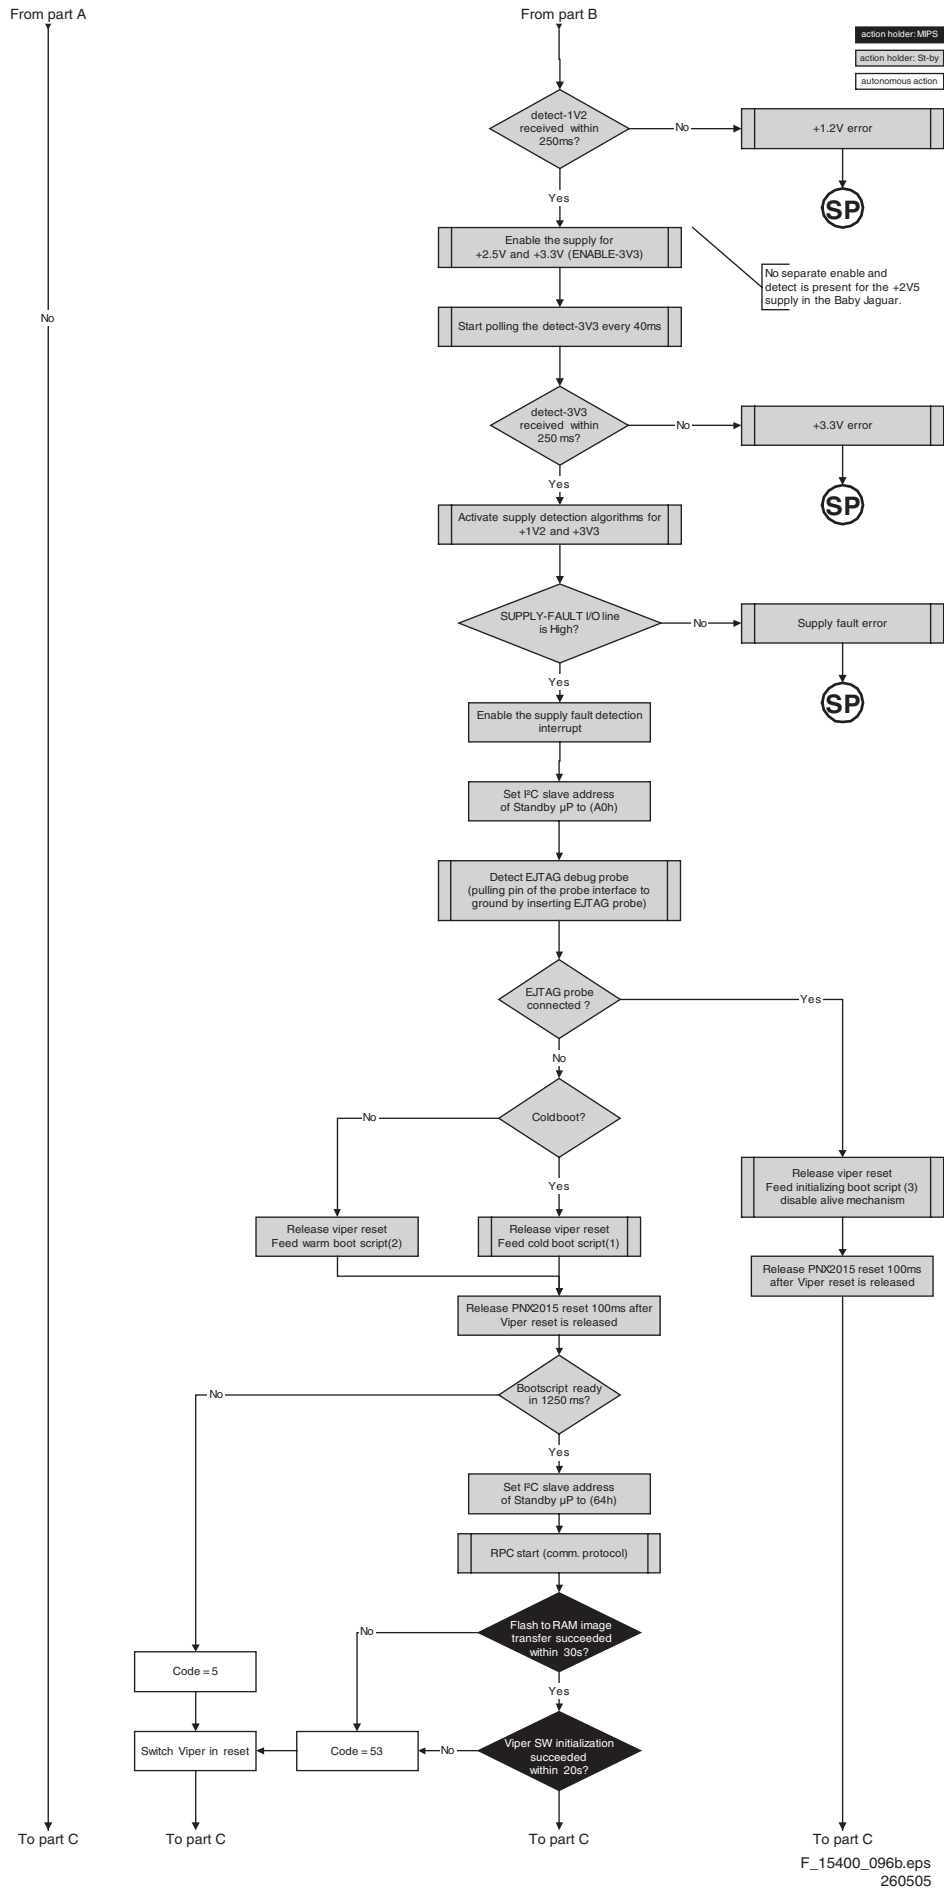 From part A
From part B
action holder: MIPS
action holder: St-by
autonomous action
detect-1V2
received within
250ms?
No
+1.2V error
SP
Yes
Enable the supply for
+2.5V and +3.3V (ENABLE-3V3)
No separate enable and
detect is present for the +2V5
supply in the Baby Jaguar.
No
Start polling the detect-3V3 every 40ms
detect-3V3
received within
250 ms?
No
+3.3V error
SP
Yes
Activate supply detection algorithms for
+1V2 and +3V3
SUPPLY-FAULT I/O line
is High?
No
Supply fault error
SP
Yes
Enable the supply fault detection
interrupt
Set I²C slave address
of Standby µP to (A0h)
Detect EJTAG debug probe
(pulling pin of the probe interface to
ground by inserting EJTAG probe)
EJTAG probe
connected ?
Yes
No
Coldboot?
No
Yes
Release viper reset
Feed initializing boot script (3)
disable alive mechanism
Release viper reset
Feed warm boot script(2)
Release viper reset
Feed cold boot script(1)
Release PNX2015 reset 100ms
after Viper reset is released
Release PNX2015 reset 100ms after
Viper reset is released
Bootscript ready
in 1250 ms?
No
Yes
Set I²C slave address
of Standby µP to (64h)
RPC start (comm. protocol)
Flash to RAM image
transfer succeeded
within 30s?
No
Code = 5
Yes
Viper SW initialization
succeeded
within 20s?
No
Code = 53
Switch Viper in reset
To part C
To part C
To part C
To part C
F_15400_096b.eps
260505